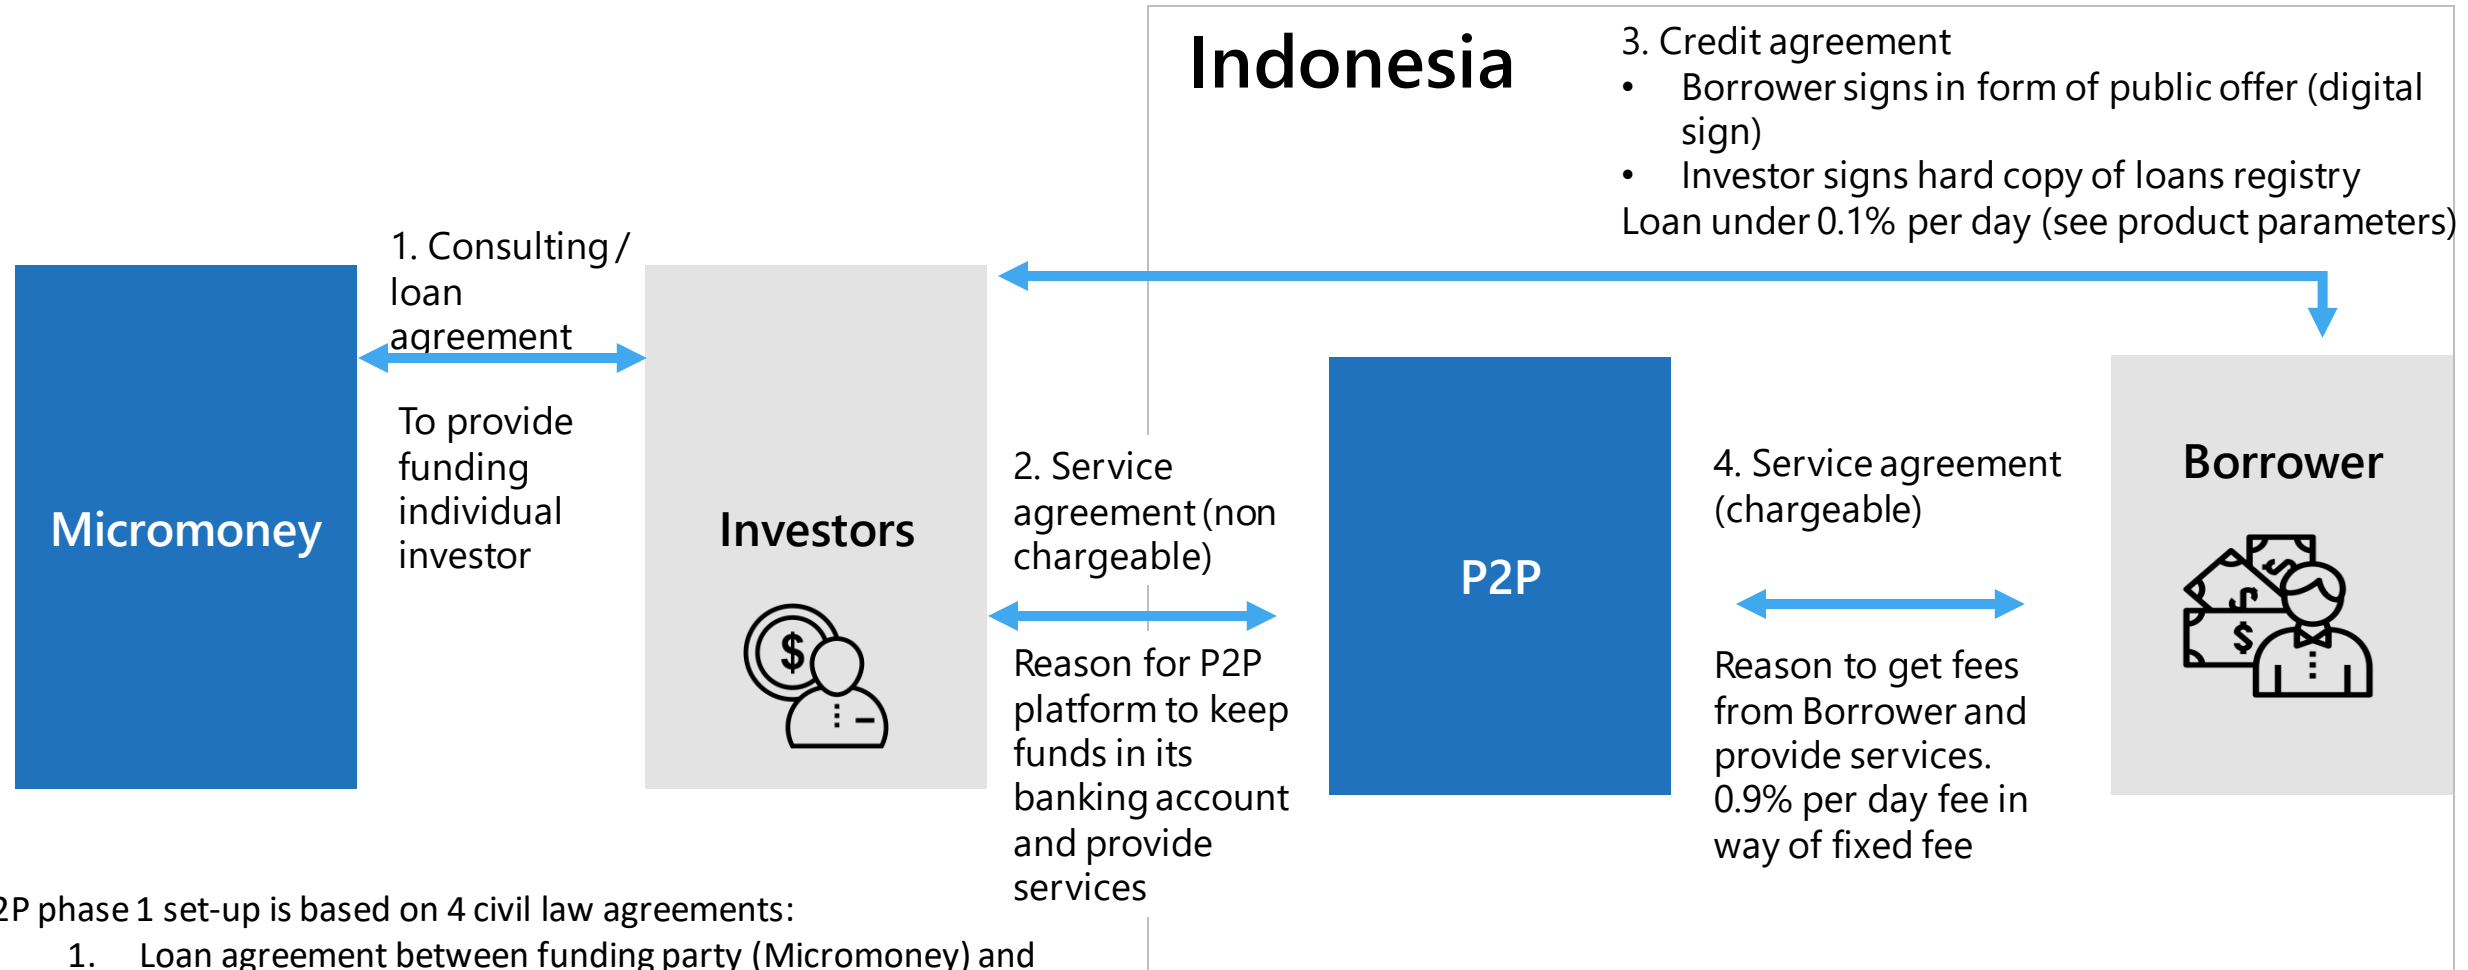 Indonesia
3. Credit agreement
• Borrower signs in form of public offer (digital
sign)
• Investor signs hard copy of loans registry
Loan under 0.1% per day (see product parameters)
1. Consulting /
loan
agreement
To provide
funding
individual
investor
Micromoney
Investors
$
2. Service
agreement (non
chargeable)
Reason for P2P
platform to keep
funds in its
banking account
and provide
services
P2P
4. Service agreement
(chargeable)
Reason to get fees
from Borrower and
provide services.
0.9% per day fee in
way of fixed fee
Borrower
$
$
$
2P phase 1 set-up is based on 4 civil law agreements:
1. Loan agreement between funding party (Micromoney) and